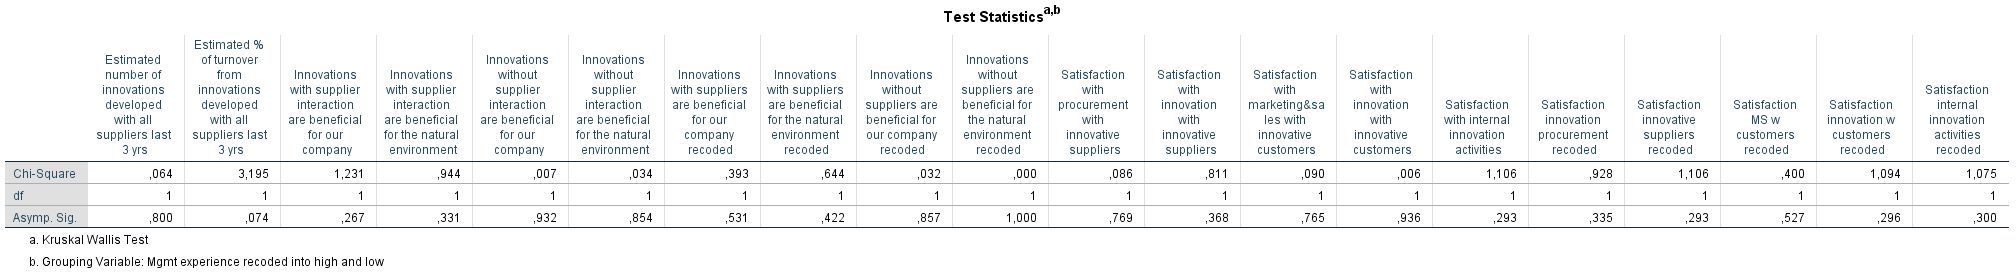 Test Statistics a,b
Estimated number of innovations developed with all suppliers last 3 yrs
Estimated % of turnover from innovations developed with all suppliers last 3 yrs
Innovations with supplier interaction are beneficial for our company
Innovations with supplier interaction are beneficial for the natural environment
Innovations without supplier interaction are beneficial for our company
Innovations without supplier interaction are beneficial for the natural environment
Innovations with suppliers are beneficial for our company recoded
Innovations with suppliers are beneficial for the natural environment recoded
Innovations without suppliers are beneficial for our company recoded
Innovations without suppliers are beneficial for the natural environment recoded
Satisfaction with procurement with innovative suppliers
Satisfaction with innovation with innovative suppliers
Satisfaction with marketing&sa les with innovative customers
Satisfaction with innovation with innovative customers
Satisfaction with internal innovation activities
Satisfaction innovation procurement recoded
Satisfaction innovative suppliers recoded
Satisfaction MS w customers recoded
Satisfaction innovation w customers recoded
Satisfaction internal innovation activities recoded
Chi-Square ,064 3,195 1,231 ,944 ,007 ,034 ,393 ,644 ,032 ,000 ,086 ,811 ,090 ,006 1,106 ,928 1,106 ,400 1,094 1,075
df 1 1 1 1 1 1 1 1 1 1 1 1 1 1 1 1 1 1 1 1
Asymp. Sig. ,800 ,074 ,267 ,331 ,932 ,854 ,531 ,422 ,857 1,000 ,769 ,368 ,765 ,936 ,293 ,335 ,293 ,527 ,296 ,300
a. Kruskal Wallis Test
b. Grouping Variable: Mgmt experience recoded into high and low